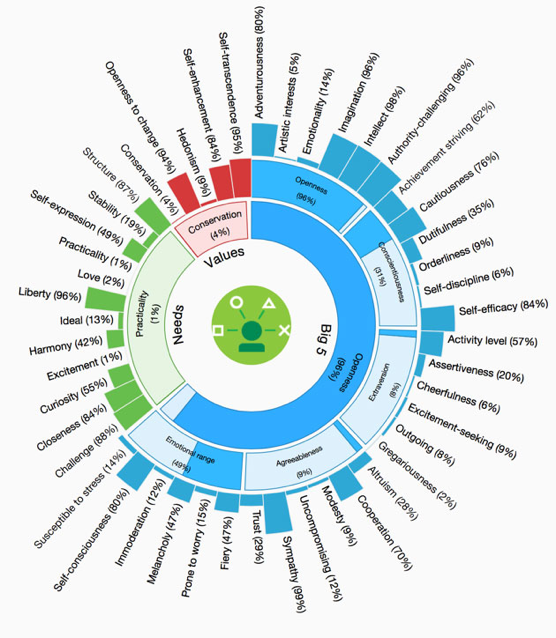 Adventurousness (80%)
Artistic interests (5%)
Emotionality (14%)
Imagination (96%)
Intellect (98%)
Authority-challenging (96%)
Achievement striving (62%)
Cautiousness (76%)
Dutifulness (35%)
Orderliness (9%)
Self-discipline (6%)
Self-efficacy (84%)
Activity level (57%)
Assertiveness (20%)
Cheerfulness (6%)
Excitement-seeking (9%)
Outgoing (8%)
Gregariousness (2%)
Altruism (28%)
Cooperation (70%)
Modesty (9%)
Uncompromising (12%)
Sympathy (99%)
Trust (29%)
Fiery (47%)
Prone to worry (15%)
Melancholy (47%)
Immoderation (12%)
Self-consciousness (80%)
Susceptible to stress (14%)
Challenge (88%)
Closeness (84%)
Curiosity (55%)
Excitement (1%)
Harmony (42%)
Ideal (13%)
Liberty (96%)
Love (2%)
Practicality (1%)
Self-expression (49%)
Stability (19%)
Structure (67%)
Conservation (4%)
Openness to change (94%)
Hedonism (9%)
Self-enhancement (84%)
Self-transcendence (95%)
Openness
(96%)
Conscientiousness
(31%)
Extraversion
(8%)
Agreeableness
(9%)
Emotional range
(49%)
Practicality
(1%)
Conservation
(4%)
Values
Needs
Big 5
Openness
(96%)